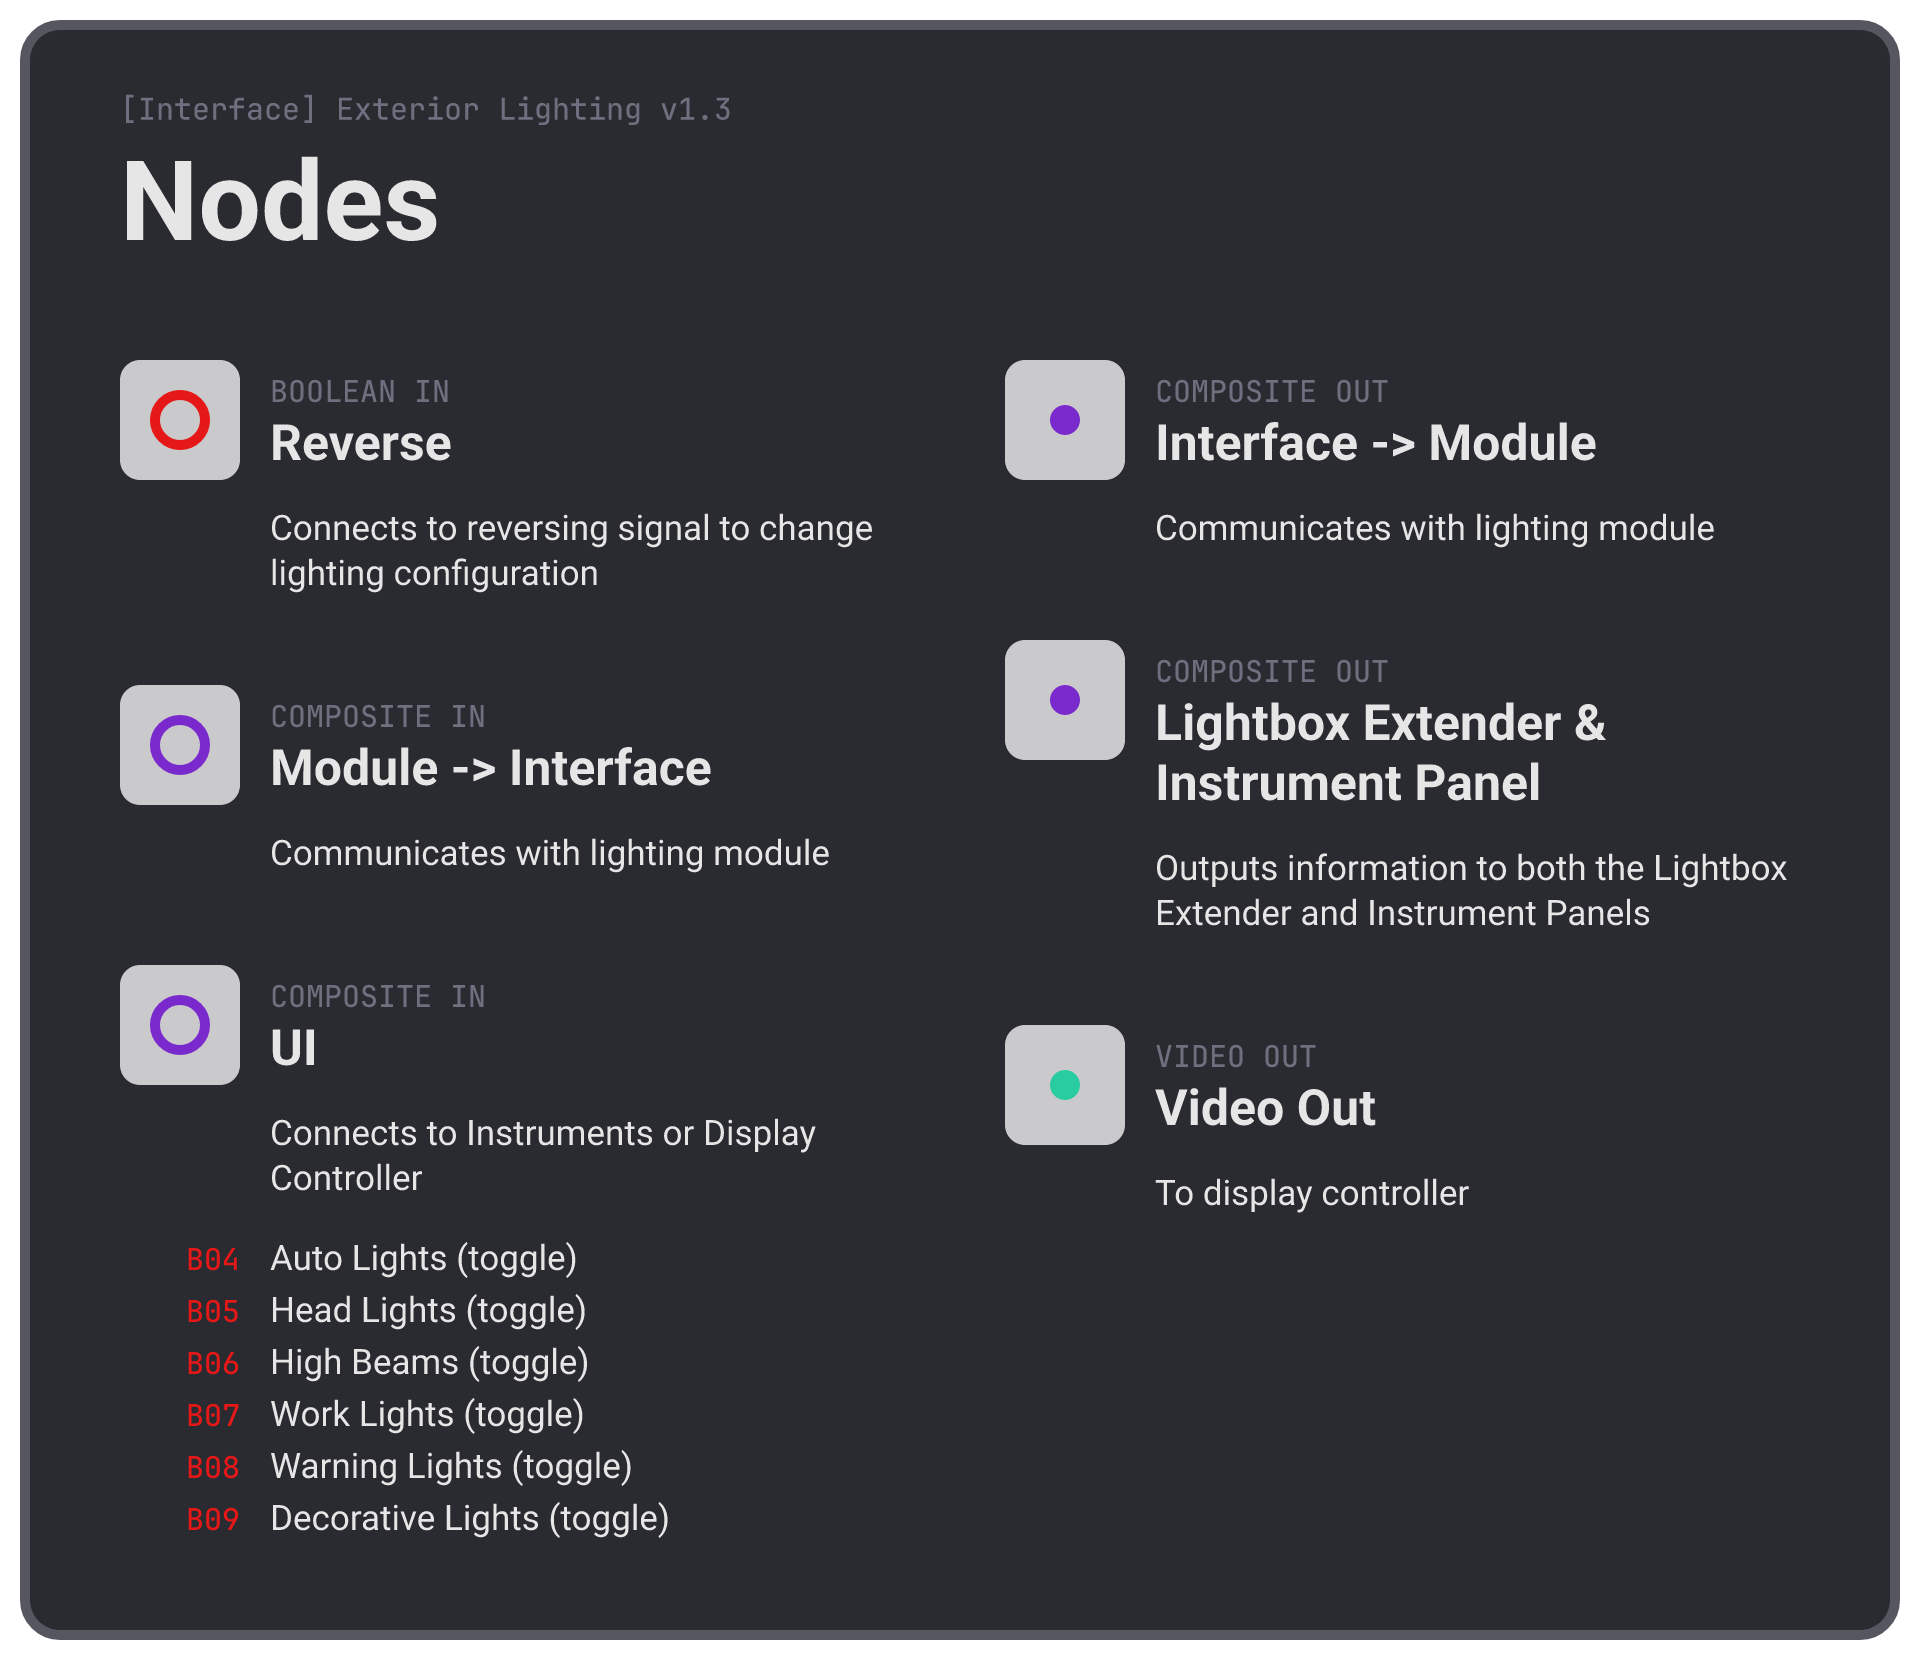 [Interface] Exterior Lighting v1.3
Nodes
BOOLEAN IN
Reverse
Connects to reversing signal to change
lighting configuration
COMPOSITE IN
Module -> Interface
Communicates with lighting module
COMPOSITE IN
UI
Connects to Instruments or Display
Controller
B04 Auto Lights (toggle)
B05 Head Lights (toggle)
B06 High Beams (toggle)
B07 Work Lights (toggle)
B08 Warning Lights (toggle)
B09 Decorative Lights (toggle)
COMPOSITE OUT
Interface -> Module
Communicates with lighting module
COMPOSITE OUT
Lightbox Extender &
Instrument Panel
Outputs information to both the Lightbox
Extender and Instrument Panels
VIDEO OUT
Video Out
To display controller